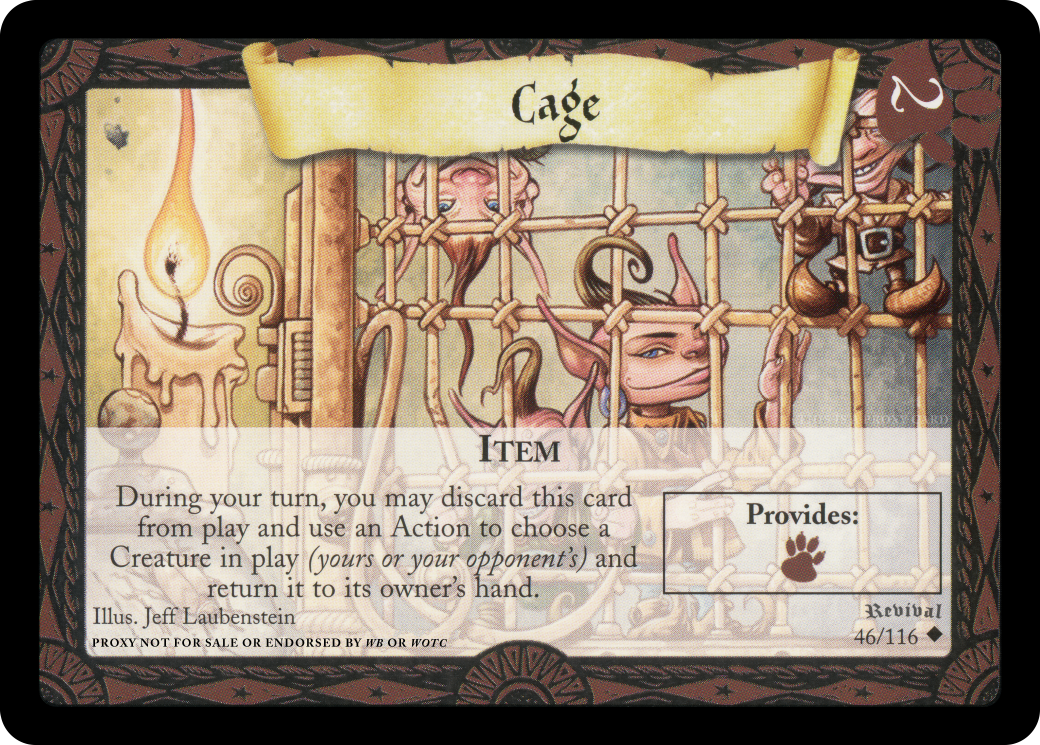 Cage
2
Item
During your turn, you may discard this card
from play and use an Action to choose a
Creature in play (yours or your opponent's) and
return it to its owner's hand.
Provides:
Illus. Jeff Laubenstein
Revival
PROXY NOT FOR SALE OR ENDORSED BY WB OR WOTC
46/116